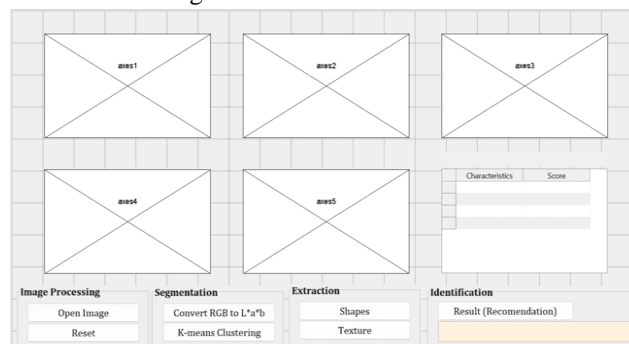 axes1
axes2
axes3
axes4
axes5
Characteristics Score
Image Processing
Open Image
Reset
Segmentation
Convert RGB to L*a*b
K-means Clustering
Extraction
Shapes
Texture
Identification
Result (Recomendation)